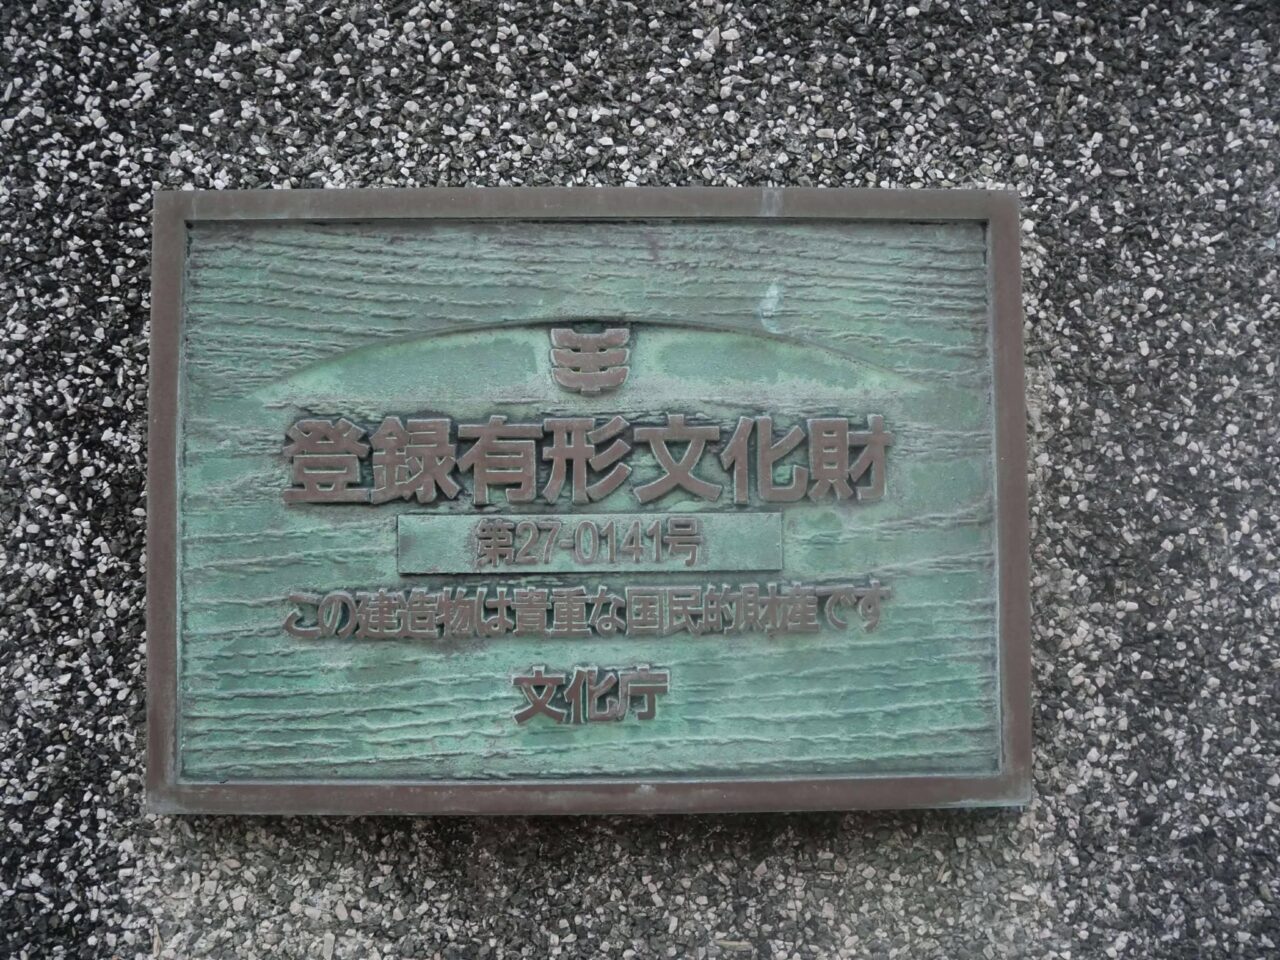 登録有形文化財
第27-0141号
この建造物は貴重な国民的財産です
文化庁